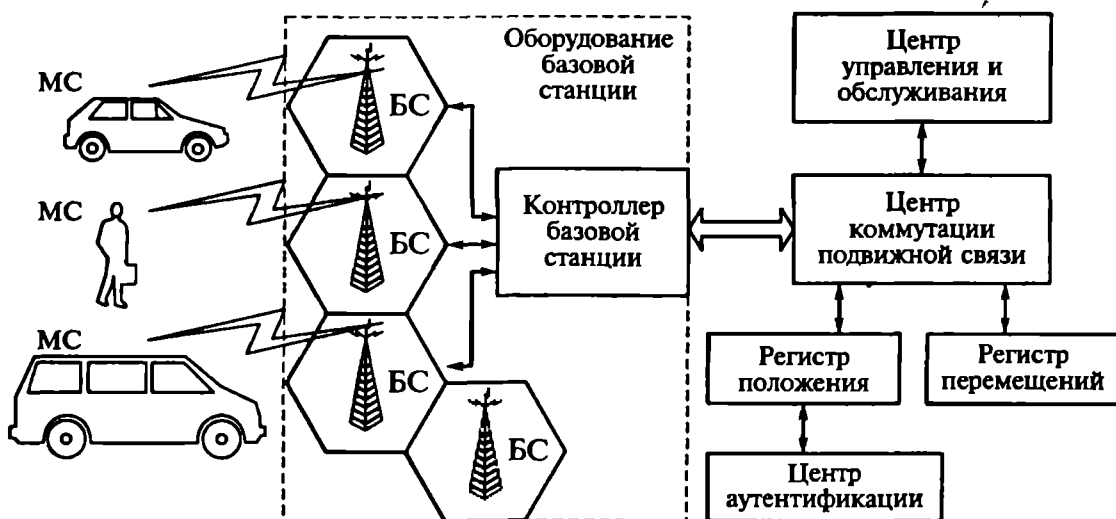 МС
МС
МС
БС
БС
БС
БС
Оборудование
базовой
станции
Контроллер
базовой
станции
Центр
управления и
обслуживания
Центр
коммутации
подвижной связи
Регистр
положения
Регистр
перемещений
Центр
аутентификации